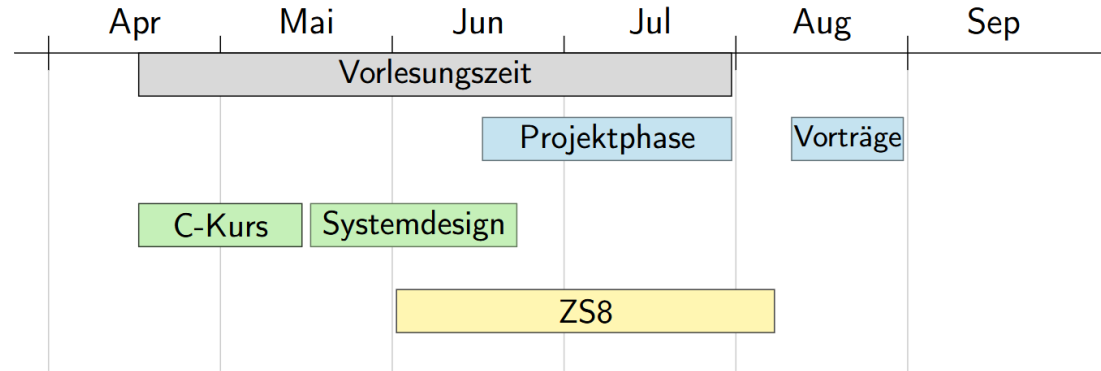 Apr Mai Jun Jul Aug Sep
Vorlesungszeit
Projektphase Vorträge
C-Kurs Systemdesign
ZS8